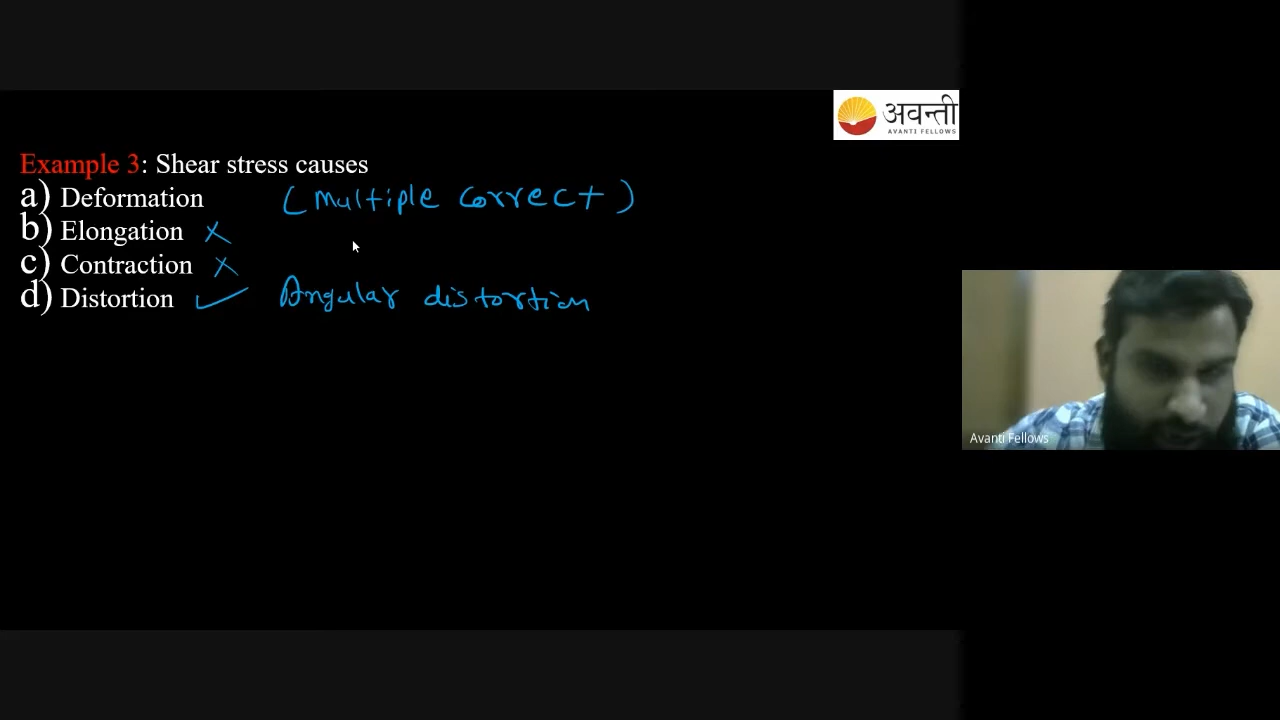 अवन्ती
AVANTI FELLOWS
Example 3: Shear stress causes
a) Deformation (Multiple correct)
b) Elongation ×
c) Contraction ×
d) Distortion ✓ Angular distortion
Avanti Fellows